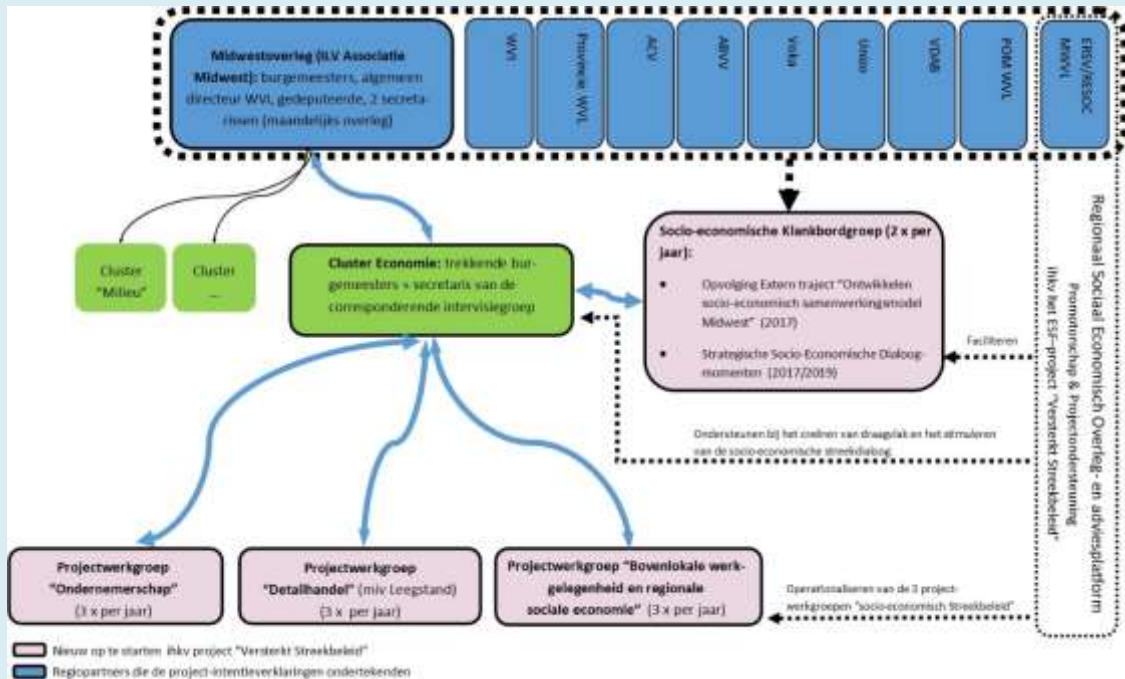 Midwestoverleg (ILV Associatie
Midwest): burgemeesters, algemeen
directeur WVI, gedeputeerde, 2 secreta-
rissen (maandelijks overleg)
WVI
Provincie WVL
ACV
ABVV
Voka
Unizo
VDAB
POM WVL
ERSV/RESOC
MWVL
Cluster
"Milieu"
Cluster
...
Cluster Economie: trekkende bur-
gemeesters + secretaris van de
corresponderende intervisiegroep
Socio-economische Klankbordgroep (2 x per
jaar):
Opvolging Extern traject "Ontwikkelen
socio-economisch samenwerkingsmodel
Midwest" (2017)
Strategische Socio-Economische Dialoog-
momenten (2017/2019)
Faciliteren
Ondersteunen bij het creëren van draagvlak en het stimuleren
van de socio-economische streekdialoog
Regionaal Sociaal Economisch Overleg- en adviesplatform
Promotorschap & Projectondersteuning
ihkv het ESF-project "Versterkt Streekbeleid"
Projectwerkgroep
"Ondernemerschap"
(3 x per jaar)
Projectwerkgroep
"Detailhandel" (miv Leegstand)
(3 x per jaar)
Projectwerkgroep "Bovenlokale werk-
gelegenheid en regionale
sociale economie" (3 x per jaar)
Operationaliseren van de 3 project-
werkgroepen "socio-economisch Streekbeleid"
Nieuw op te starten ihkv project "Versterkt Streekbeleid"
Regiopartners die de project-intentieverklaringen ondertekenden